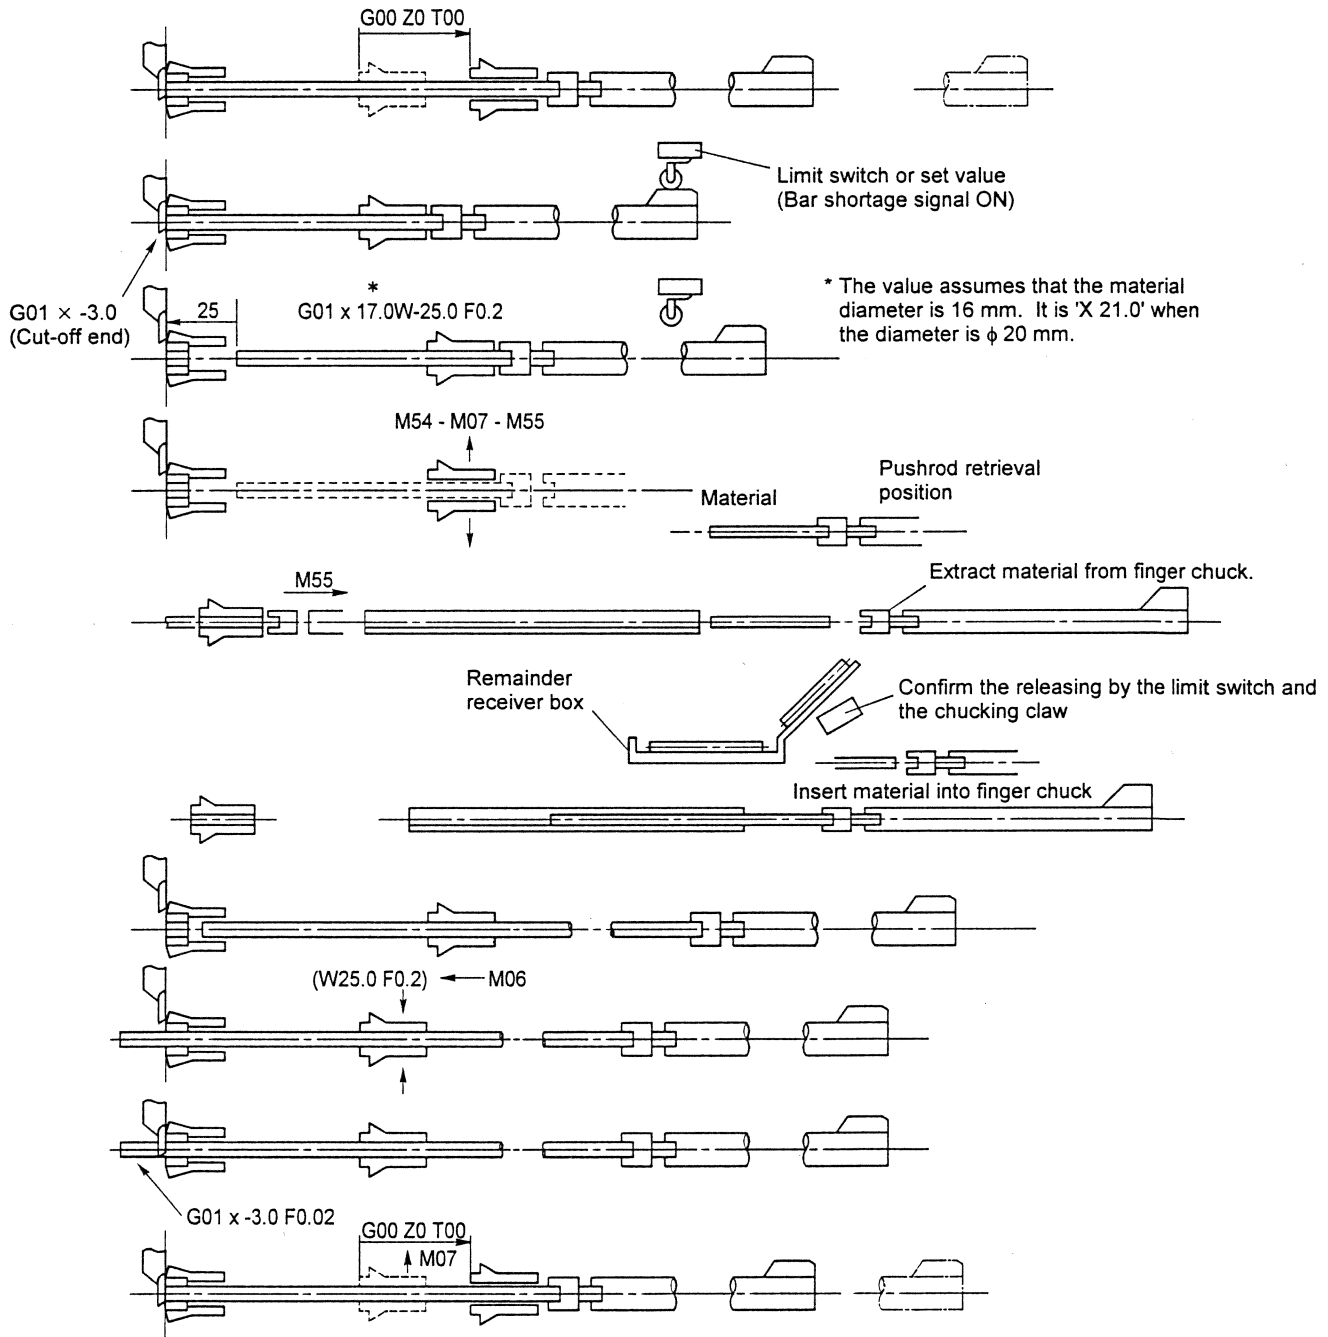 G00 Z0 T00
Limit switch or set value
(Bar shortage signal ON)
G01 × -3.0
(Cut-off end)
25
*
G01 x 17.0W-25.0 F0.2
* The value assumes that the material
diameter is 16 mm. It is 'X 21.0' when
the diameter is ϕ 20 mm.
M54 - M07 - M55
Material
Pushrod retrieval
position
M55
Extract material from finger chuck.
Remainder
receiver box
Confirm the releasing by the limit switch and
the chucking claw
Insert material into finger chuck
(W25.0 F0.2)
M06
G01 x -3.0 F0.02
G00 Z0 T00
M07